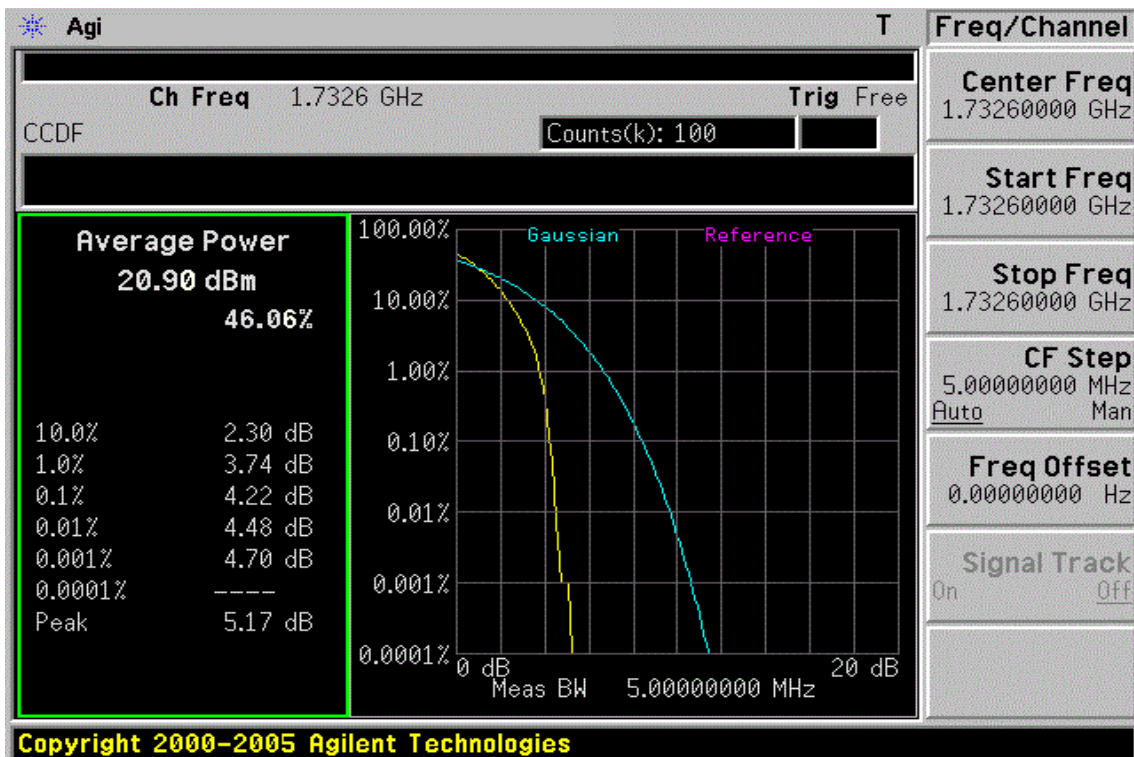 Agi T
Ch Freq 1.7326 GHz Trig Free
CCDF Counts(k): 100
Average Power
20.90 dBm
46.06%
10.0% 2.30 dB
1.0% 3.74 dB
0.1% 4.22 dB
0.01% 4.48 dB
0.001% 4.70 dB
0.0001% ----
Peak 5.17 dB
Gaussian Reference
100.00%
10.00%
1.00%
0.10%
0.01%
0.001%
0.0001%
0 dB 20 dB
Meas BW 5.00000000 MHz
Freq/Channel
Center Freq
1.73260000 GHz
Start Freq
1.73260000 GHz
Stop Freq
1.73260000 GHz
CF Step
5.00000000 MHz
Auto Man
Freq Offset
0.00000000 Hz
Signal Track
On Off
Copyright 2000-2005 Agilent Technologies